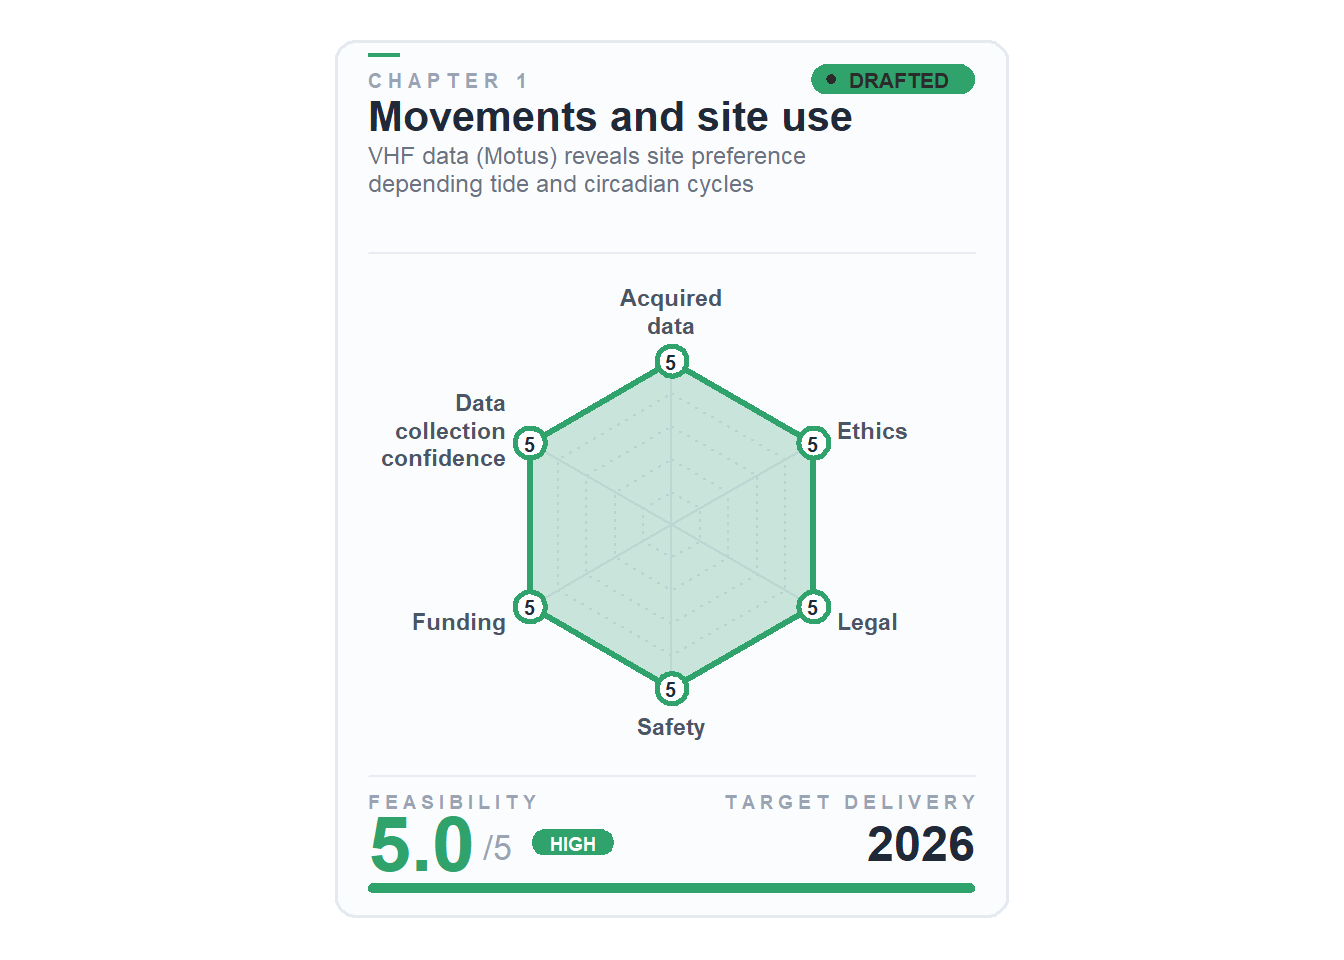 CHAPTER 1
DRAFTED
Movements and site use
VHF data (Motus) reveals site preference
depending tide and circadian cycles
Acquired
data
5
Data
collection
confidence
5
5
Ethics
Funding
5
5
Legal
5
Safety
FEASIBILITY
TARGET DELIVERY
5.0 /5
HIGH
2026